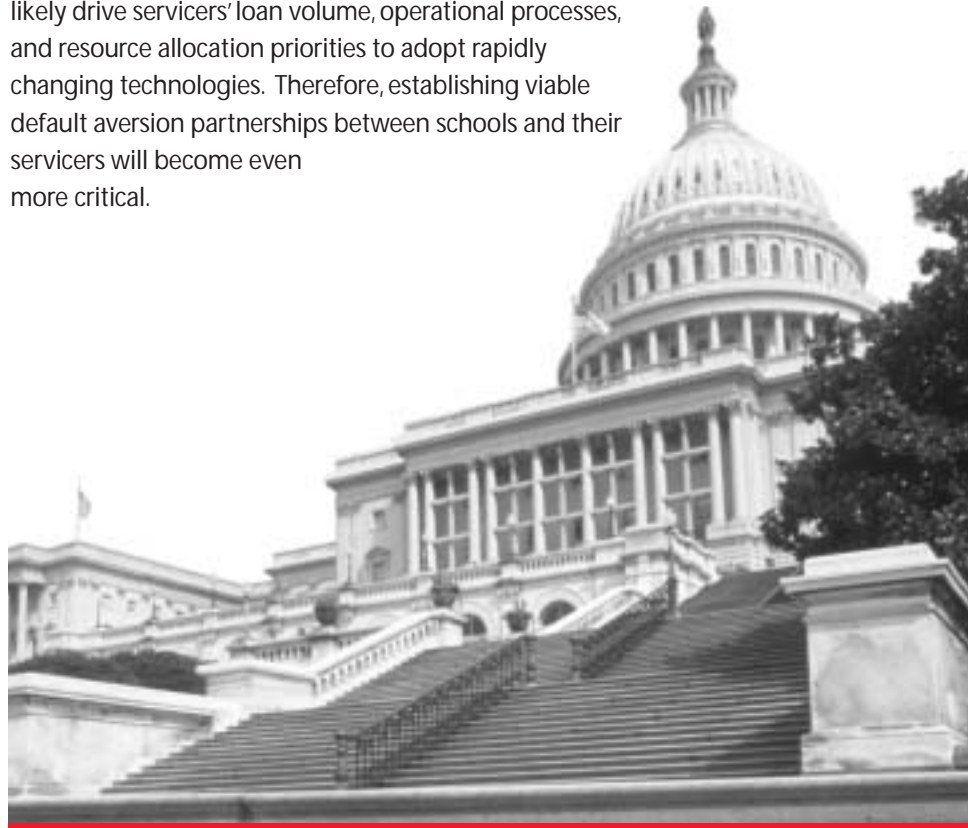 likely drive servicers' loan volume, operational processes,
and resource allocation priorities to adopt rapidly
changing technologies. Therefore, establishing viable
default aversion partnerships between schools and their
servicers will become even
more critical.